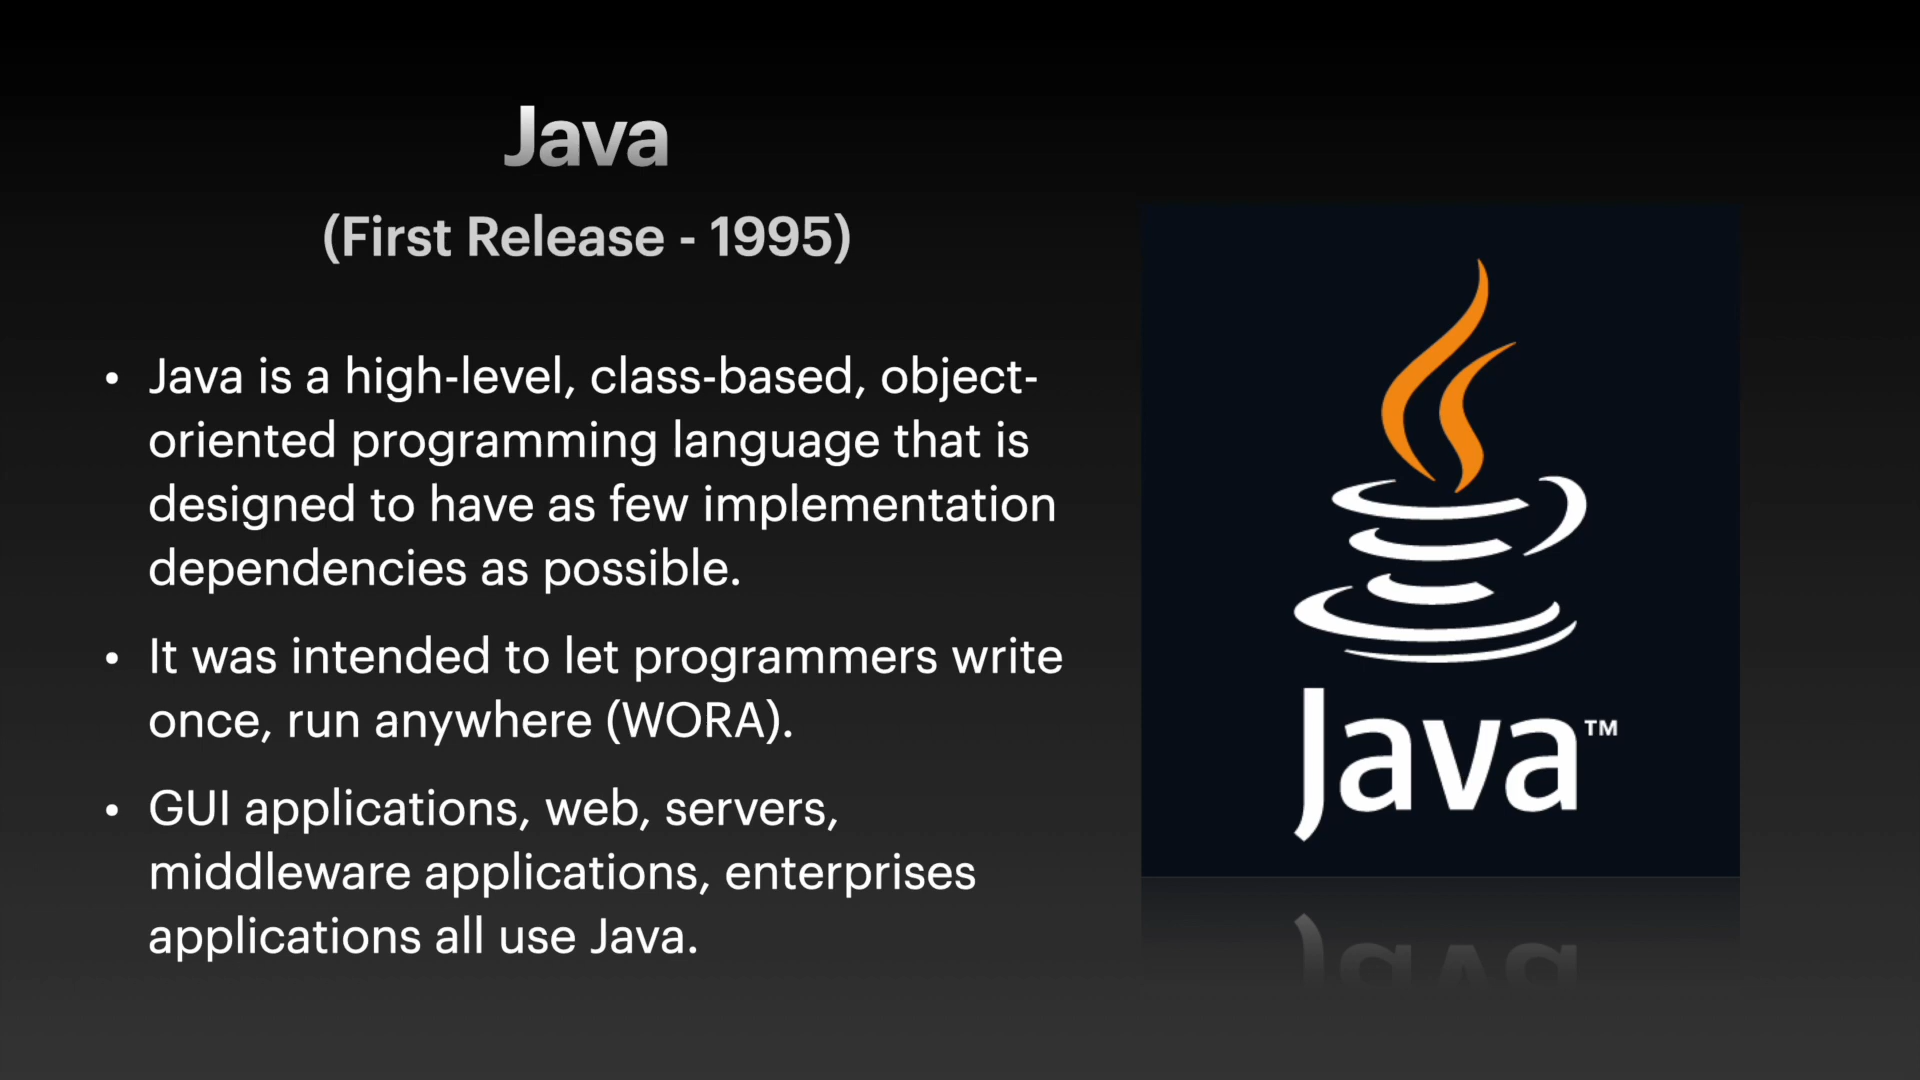 Java
(First Release - 1995)
• Java is a high-level, class-based, object-
oriented programming language that is
designed to have as few implementation
dependencies as possible.
• It was intended to let programmers write
once, run anywhere (WORA).
• GUI applications, web, servers,
middleware applications, enterprises
applications all use Java.
Java™